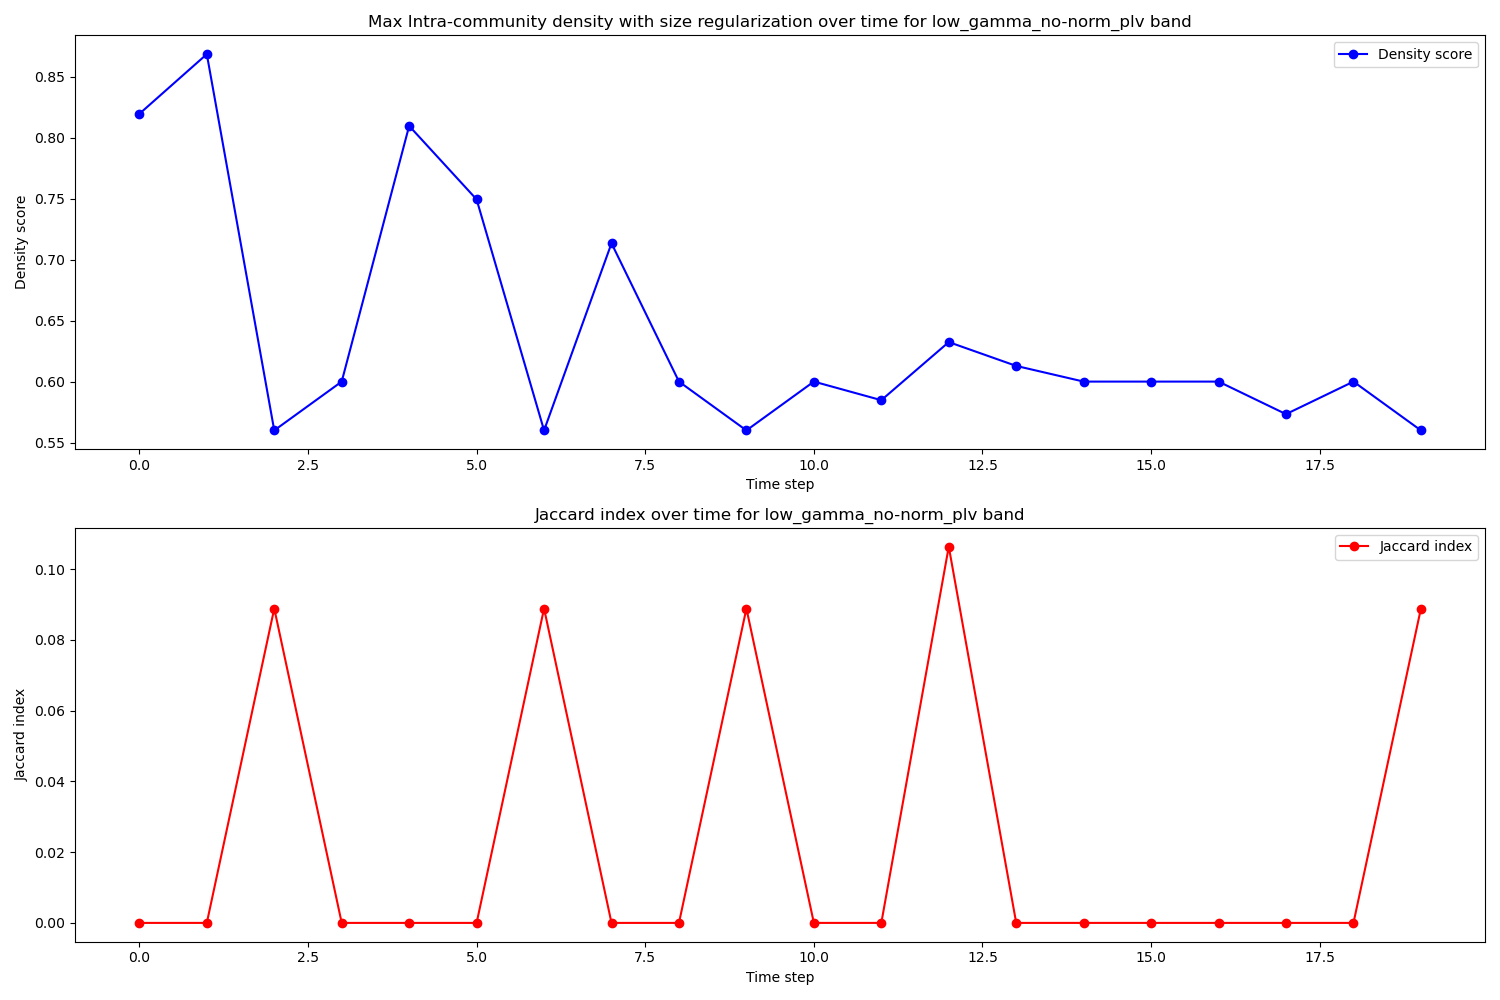 Max Intra-community density with size regularization over time for low_gamma_no-norm_plv band
Density score
0.85
0.80
0.75
0.70
0.65
0.60
0.55
Density score
0.0 2.5 5.0 7.5 10.0 12.5 15.0 17.5
Time step
Jaccard index over time for low_gamma_no-norm_plv band
Jaccard index
0.10
0.08
0.06
0.04
0.02
0.00
Jaccard index
0.0 2.5 5.0 7.5 10.0 12.5 15.0 17.5
Time step